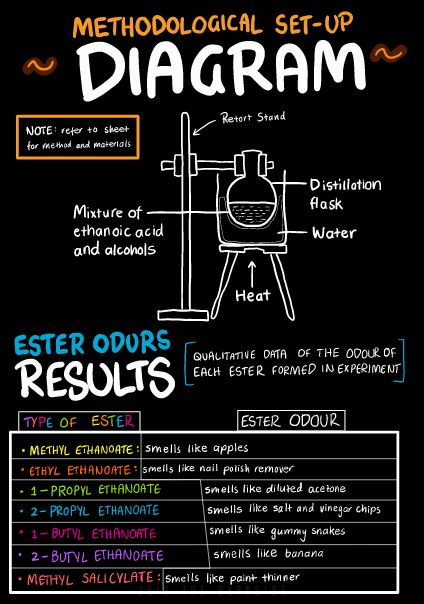 METHODOLOGICAL SET-UP
DIAGRAM
NOTE: refer to sheet
for method and materials
Retort Stand
Distillation
flask
Mixture of
ethanoic acid
and alcohols
Water
Heat
ESTER ODURS
RESULTS
[QUALITATIVE DATA OF THE ODOUR OF
EACH ESTER FORMED IN EXPERIMENT]
TYPE OF ESTER
ESTER ODOUR
• METHYL ETHANOATE: smells like apples
• ETHYL ETHANOATE: smells like nail polish remover
• 1-PROPYL ETHANOATE smells like diluted acetone
• 2-PROPYL ETHANOATE smells like salt and vinegar chips
• 1-BUTYL ETHANOATE smells like gummy snakes
• 2-BUTYL ETHANOATE smells like banana
• METHYL SALICYLATE: smells like paint thinner